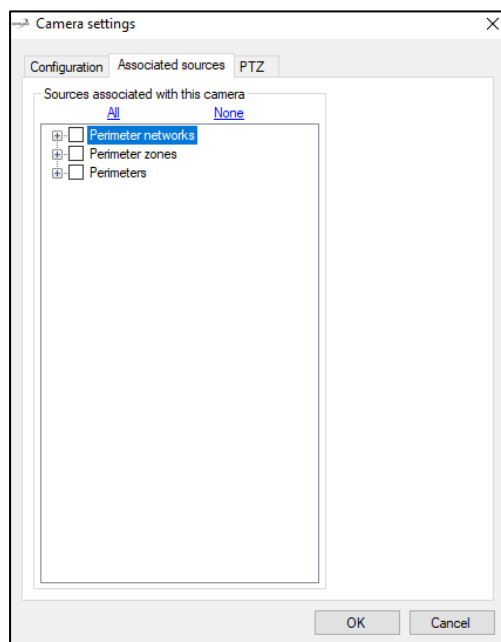 Camera settings
Configuration Associated sources PTZ
Sources associated with this camera
All None
Perimeter networks
Perimeter zones
Perimeters
OK Cancel